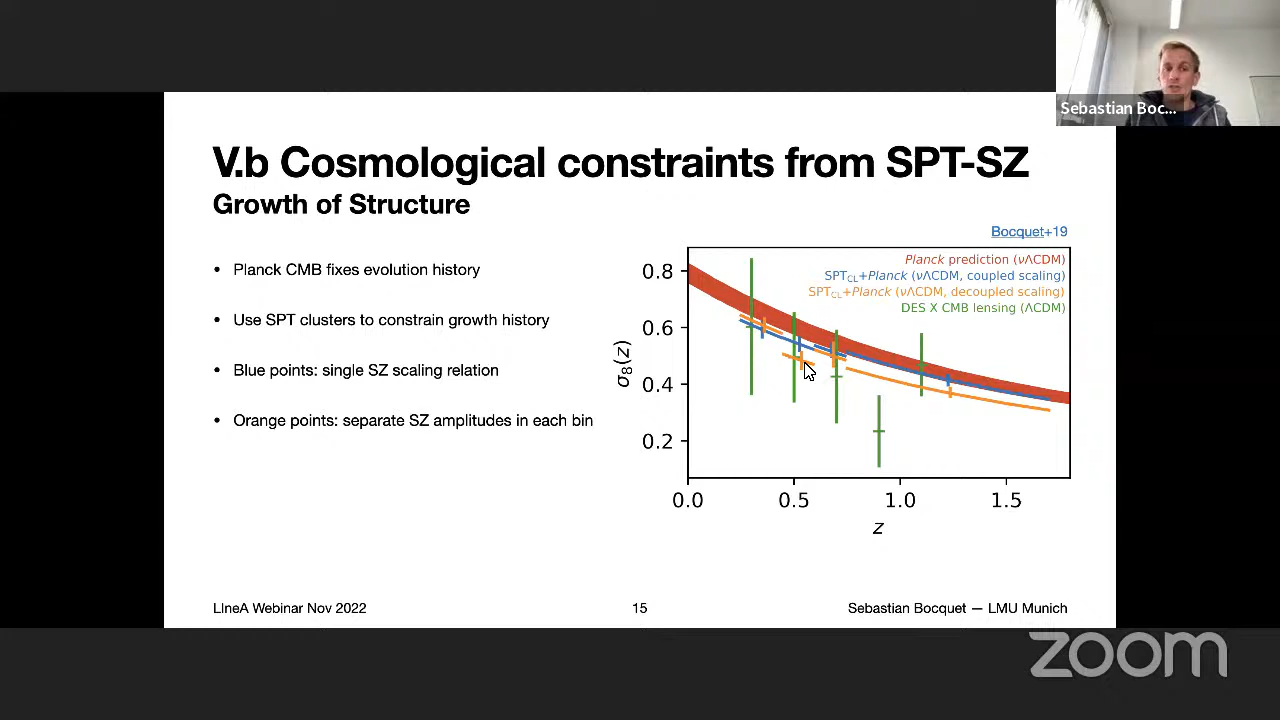 Sebastian Boc...
V.b Cosmological constraints from SPT-SZ
Growth of Structure
Bocquet+19
• Planck CMB fixes evolution history
• Use SPT clusters to constrain growth history
• Blue points: single SZ scaling relation
• Orange points: separate SZ amplitudes in each bin
Planck prediction (νΛCDM)
SPTCL+Planck (νΛCDM, coupled scaling)
SPTCL+Planck (νΛCDM, decoupled scaling)
DES X CMB lensing (ΛCDM)
σ8(z)
0.8
0.6
0.4
0.2
0.0 0.5 1.0 1.5
z
LIneA Webinar Nov 2022
15
Sebastian Bocquet — LMU Munich
zoom